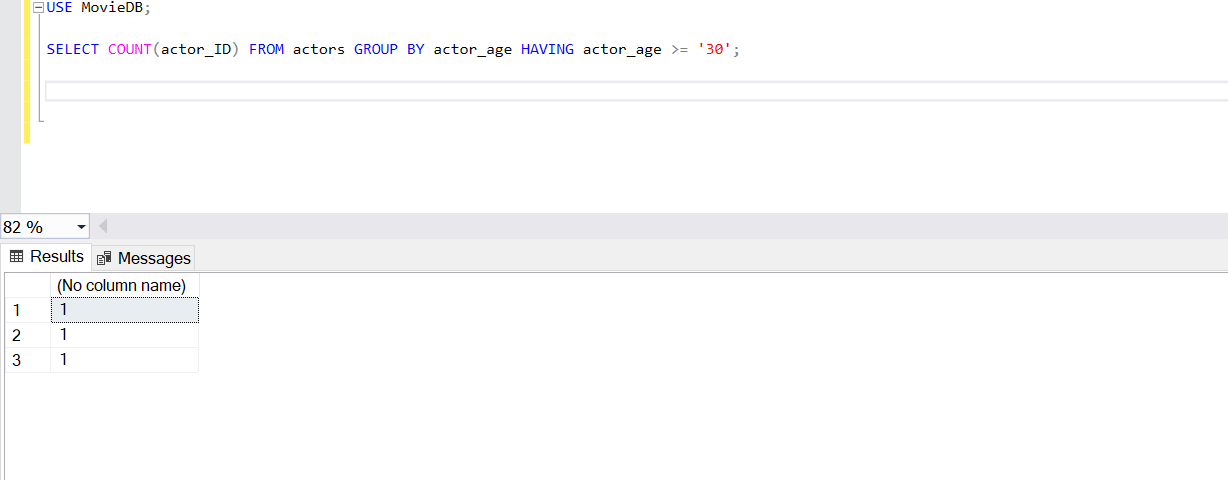 USE MovieDB;
SELECT COUNT(actor_ID) FROM actors GROUP BY actor_age HAVING actor_age >= '30';
82 %
Results Messages
(No column name)
1 1
2 1
3 1